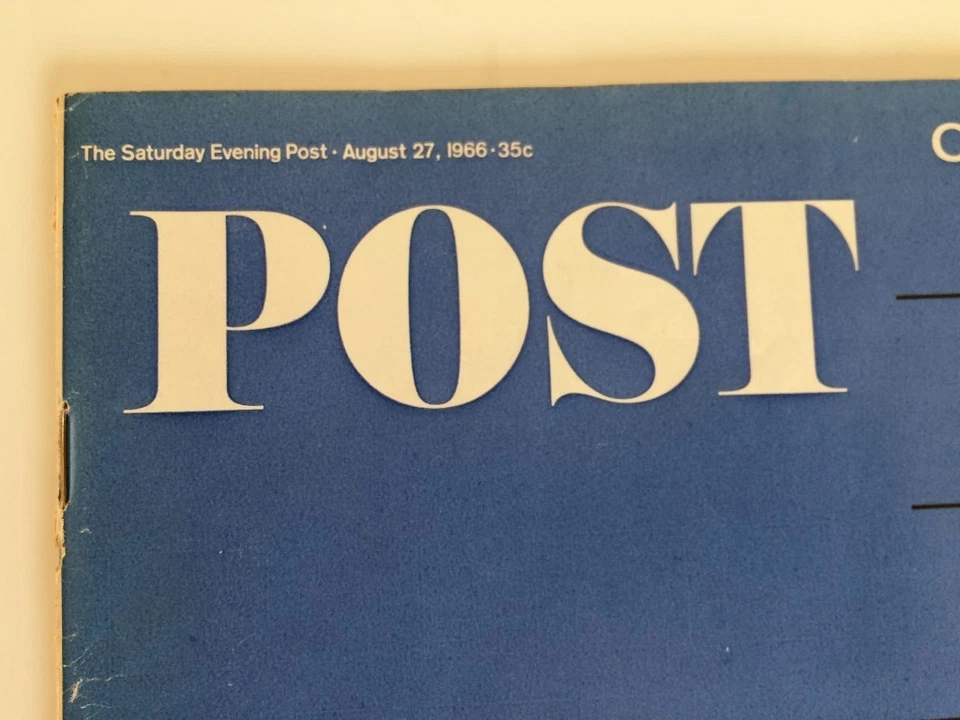 The Saturday Evening Post · August 27, 1966 · 35c
POST